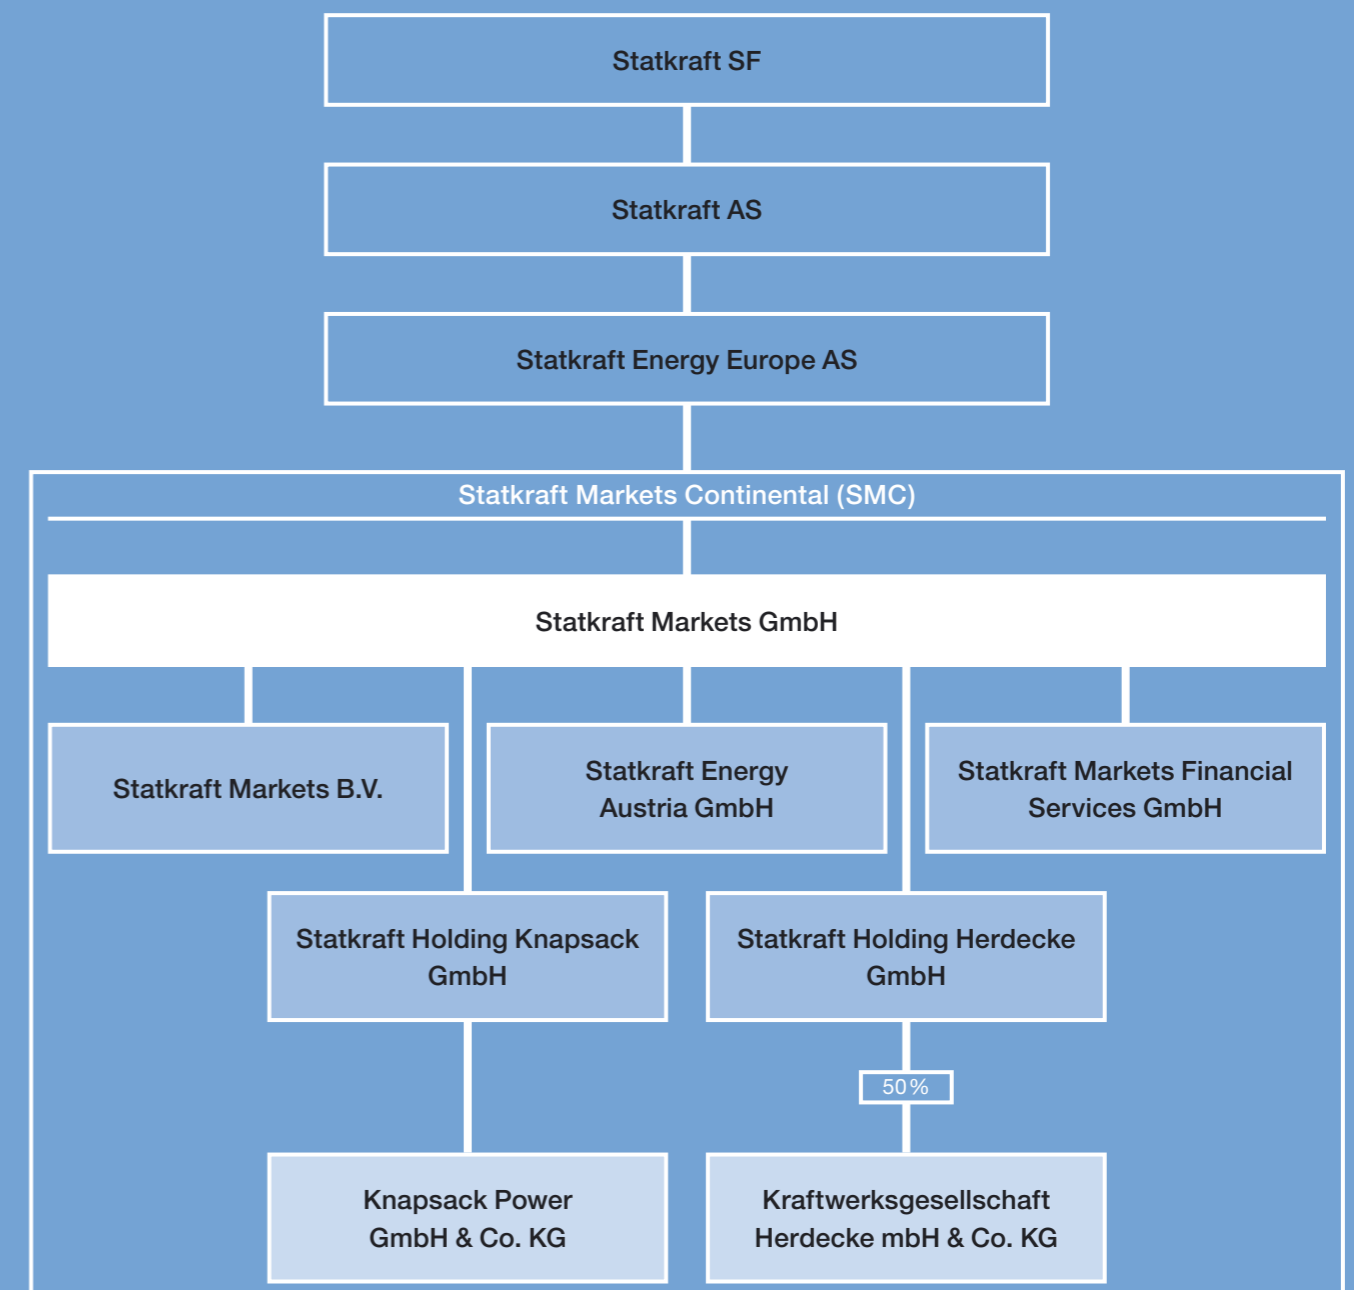 Statkraft SF
Statkraft AS
Statkraft Energy Europe AS
Statkraft Markets Continental (SMC)
Statkraft Markets GmbH
Statkraft Markets B.V.
Statkraft Energy
Austria GmbH
Statkraft Markets Financial
Services GmbH
Statkraft Holding Knapsack
GmbH
Statkraft Holding Herdecke
GmbH
50 %
Knapsack Power
GmbH & Co. KG
Kraftwerksgesellschaft
Herdecke mbH & Co. KG